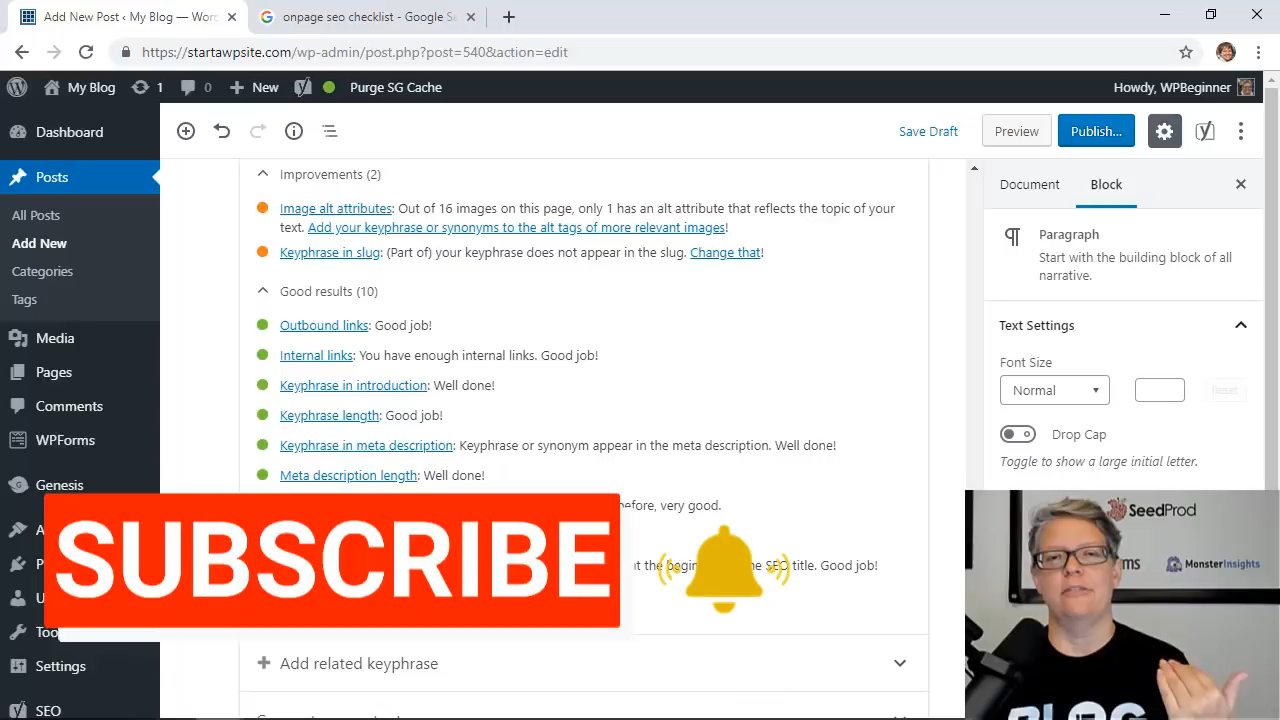 Add New Post ‹ My Blog — Wor
onpage seo checklist - Google Se
https://startawpsite.com/wp-admin/post.php?post=540&action=edit
My Blog
1
0
New
Purge SG Cache
Howdy, WPBeginner
Dashboard
Posts
All Posts
Add New
Categories
Tags
Media
Pages
Comments
WPForms
Genesis
A
P
U
Too
Settings
SEO
Save Draft
Preview
Publish...
Improvements (2)
Image alt attributes: Out of 16 images on this page, only 1 has an alt attribute that reflects the topic of your
text. Add your keyphrase or synonyms to the alt tags of more relevant images!
Keyphrase in slug: (Part of) your keyphrase does not appear in the slug. Change that!
Good results (10)
Outbound links: Good job!
Internal links: You have enough internal links. Good job!
Keyphrase in introduction: Well done!
Keyphrase length: Good job!
Keyphrase in meta description: Keyphrase or synonym appear in the meta description. Well done!
Meta description length: Well done!
efore, very good.
SEO title. Good job!
SUBSCRIBE
Add related keyphrase
Document
Block
Paragraph
Start with the building block of all
narrative.
Text Settings
Font Size
Normal
Reset
Drop Cap
Toggle to show a large initial letter.
SeedProd
ms
MonsterInsights
BLOG